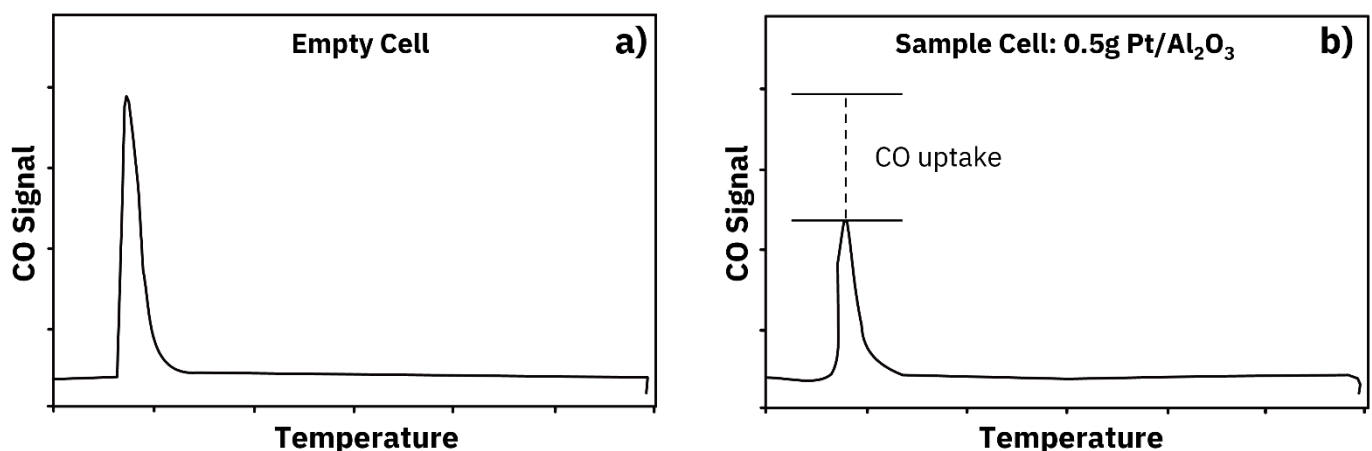 Empty Cell
a)
CO Signal
Temperature
Sample Cell: 0.5g Pt/Al₂O₃
b)
CO uptake
CO Signal
Temperature